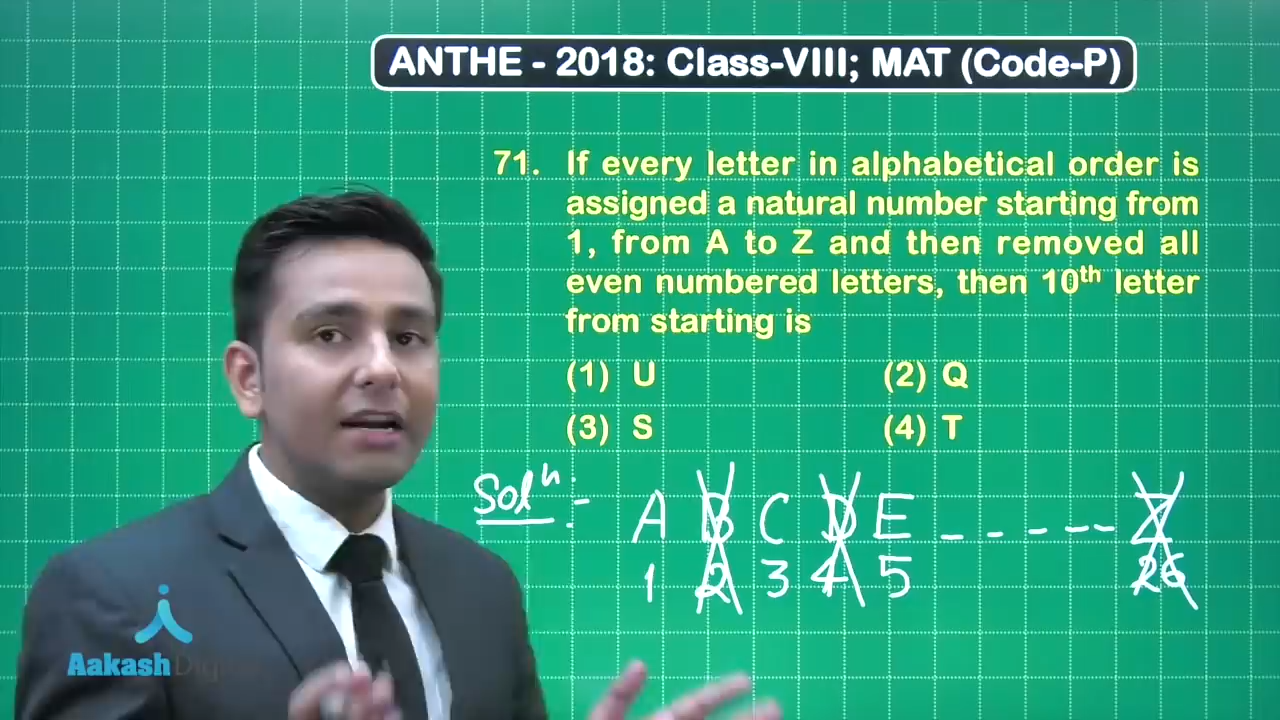 ANTHE - 2018: Class-VIII; MAT (Code-P)
71. If every letter in alphabetical order is
assigned a natural number starting from
1, from A to Z and then removed all
even numbered letters, then 10th letter
from starting is
(1) U (2) Q
(3) S (4) T
Solⁿ :- A B C D E - - - - - Z
1 2 3 4 5 26
Aakash Digital